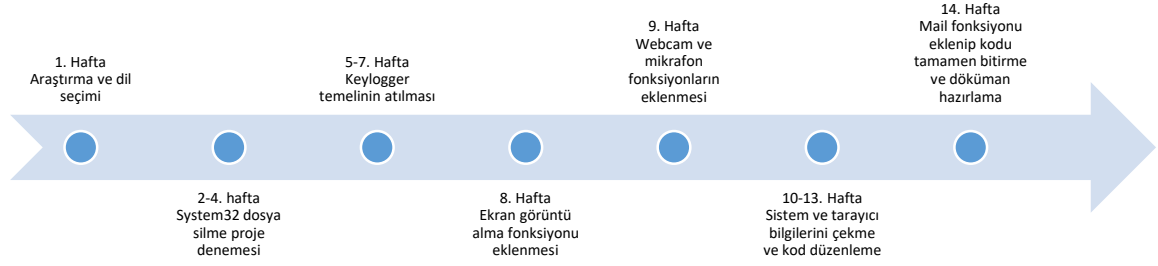 1. Hafta
Araştırma ve dil
seçimi
2-4. hafta
System32 dosya
silme proje
denemesi
5-7. Hafta
Keylogger
temelinin atılması
8. Hafta
Ekran görüntü
alma fonksiyonu
eklenmesi
9. Hafta
Webcam ve
mikrofon
fonksiyonların
eklenmesi
10-13. Hafta
Sistem ve tarayıcı
bilgilerini çekme
ve kod düzenleme
14. Hafta
Mail fonksiyonu
eklenip kodu
tamamen bitirme
ve döküman
hazırlama